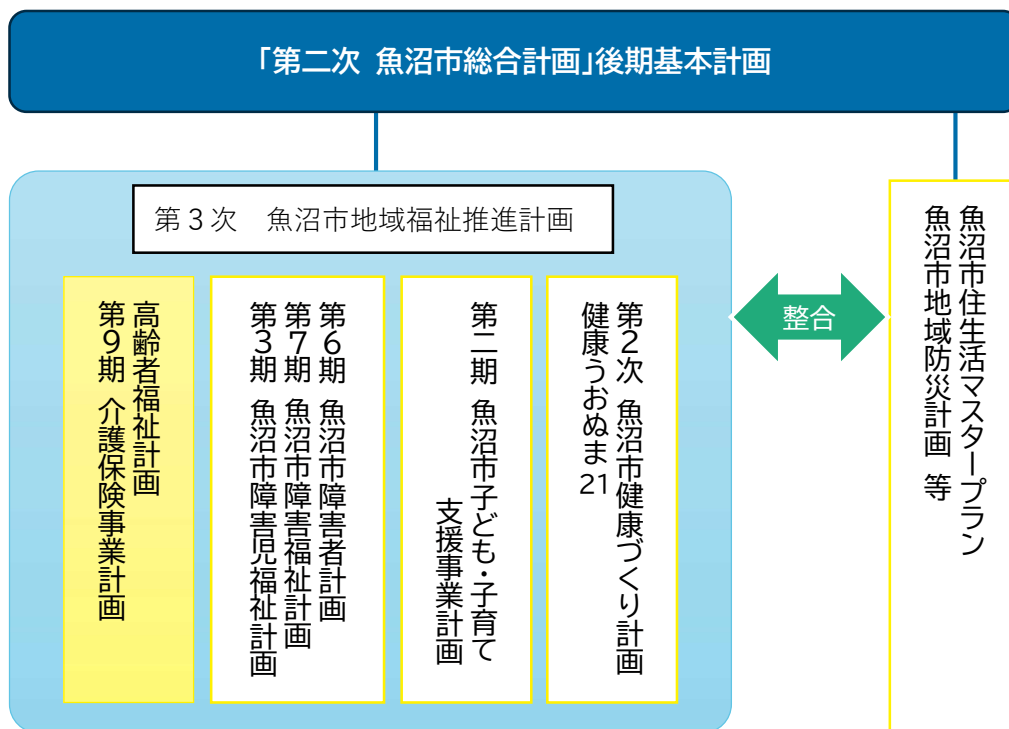 「第二次 魚沼市総合計画」後期基本計画
第3次 魚沼市地域福祉推進計画
高齢者福祉計画
第9期 介護保険事業計画
第6期 魚沼市障害者計画
第7期 魚沼市障害福祉計画
第3期 魚沼市障害児福祉計画
第二期 魚沼市子ども・子育て
支援事業計画
第2次 魚沼市健康づくり計画
健康うおぬま21
整合
魚沼市住生活マスタープラン
魚沼市地域防災計画 等